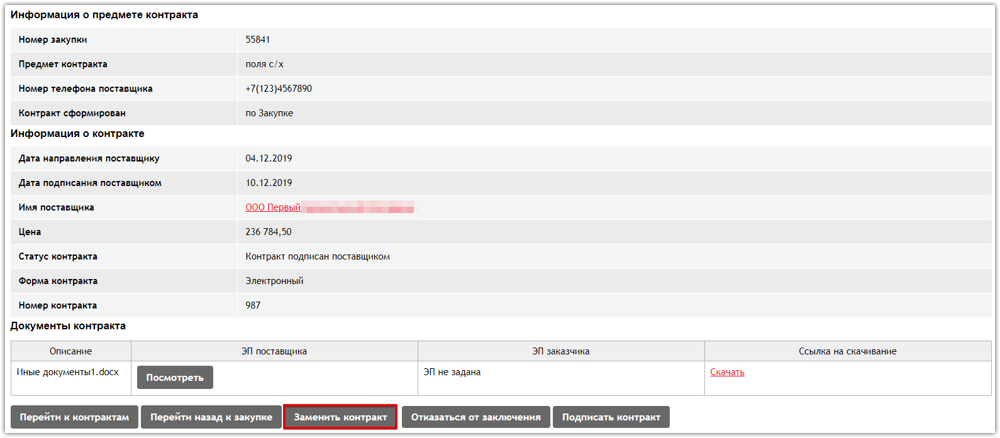 Информация о предмете контракта
Номер закупки 55841
Предмет контракта поля с/х
Номер телефона поставщика +7(123)4567890
Контракт сформирован по Закупке
Информация о контракте
Дата направления поставщику 04.12.2019
Дата подписания поставщиком 10.12.2019
Имя поставщика ООО Первый
Цена 236 784,50
Статус контракта Контракт подписан поставщиком
Форма контракта Электронный
Номер контракта 987
Документы контракта
Описание ЭП поставщика ЭП заказчика Ссылка на скачивание
Иные документы1.docx Посмотреть ЭП не задана Скачать
Перейти к контрактам Перейти назад к закупке Заменить контракт Отказаться от заключения Подписать контракт